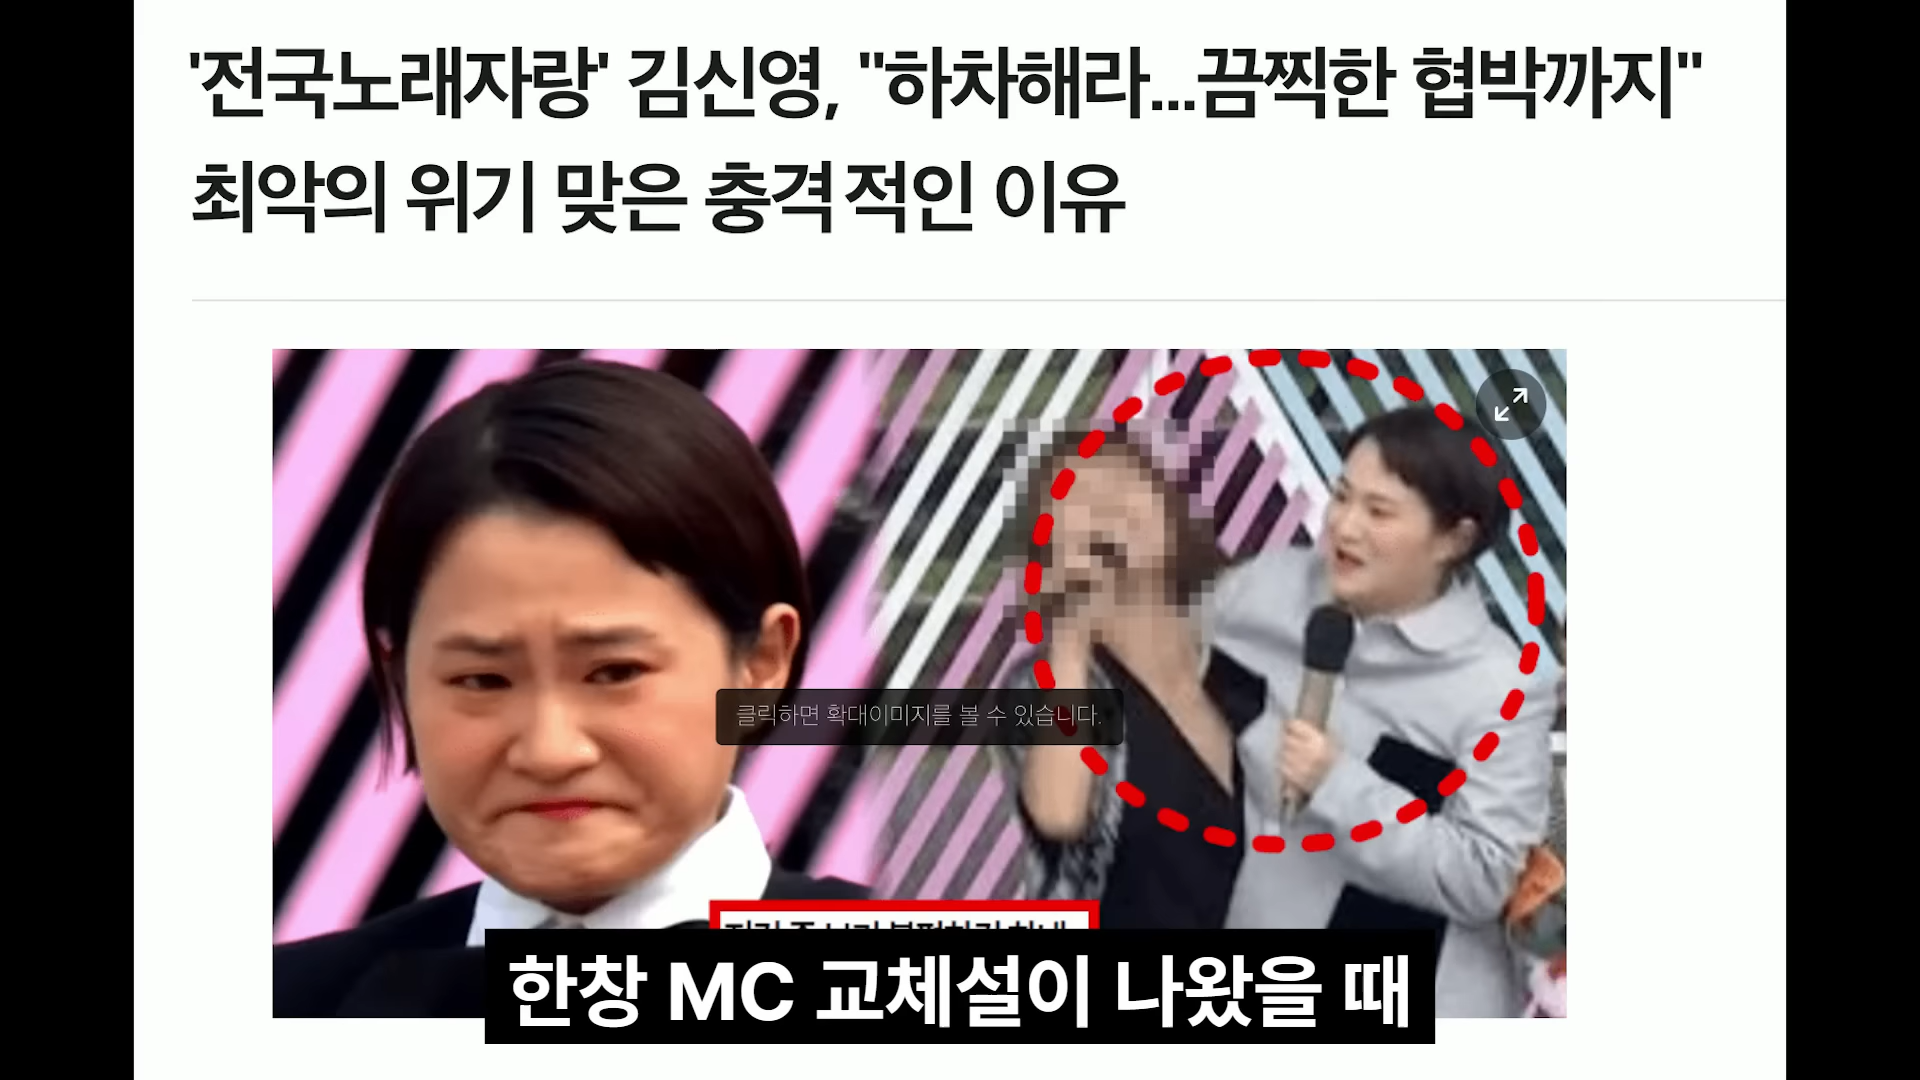 '전국노래자랑' 김신영, "하차해라...끔찍한 협박까지"
최악의 위기 맞은 충격적인 이유
클릭하면 확대이미지를 볼 수 있습니다.
한창 MC 교체설이 나왔을 때